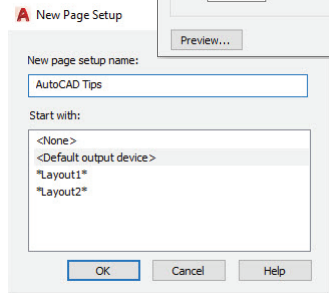 New Page Setup
Preview...
New page setup name:
AutoCAD Tips
Start with:
<None>
<Default output device>
*Layout1*
*Layout2*
OK
Cancel
Help